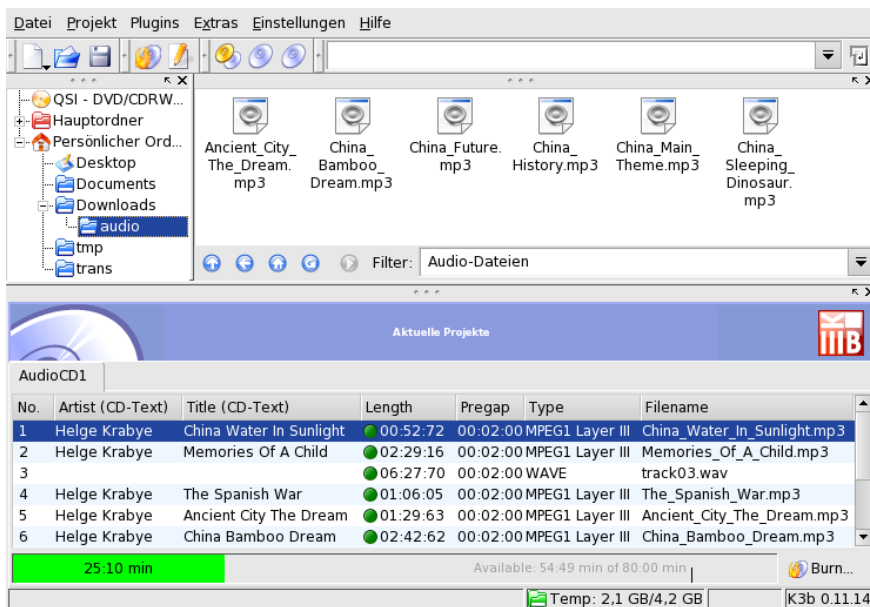 Datei Projekt Plugins Extras Einstellungen Hilfe
QSI - DVD/CDRW...
Hauptordner
Persönlicher Ord...
Desktop
Documents
Downloads
audio
tmp
trans
Ancient_City_
The_Dream.
mp3
China_
Bamboo_
Dream.mp3
China_Future.
mp3
China_
History.mp3
China_Main_
Theme.mp3
China_
Sleeping_
Dinosaur.
mp3
Filter: Audio-Dateien
Aktuelle Projekte
K3B
AudioCD1
No. Artist (CD-Text) Title (CD-Text) Length Pregap Type Filename
1 Helge Krabye China Water In Sunlight 00:52:72 00:02:00 MPEG1 Layer III China_Water_In_Sunlight.mp3
2 Helge Krabye Memories Of A Child 02:29:16 00:02:00 MPEG1 Layer III Memories_Of_A_Child.mp3
3 06:27:70 00:02:00 WAVE track03.wav
4 Helge Krabye The Spanish War 01:06:05 00:02:00 MPEG1 Layer III The_Spanish_War.mp3
5 Helge Krabye Ancient City The Dream 01:29:63 00:02:00 MPEG1 Layer III Ancient_City_The_Dream.mp3
6 Helge Krabye China Bamboo Dream 02:42:62 00:02:00 MPEG1 Layer III China_Bamboo_Dream.mp3
25:10 min Available: 54:49 min of 80:00 min Burn...
Temp: 2,1 GB/4,2 GB K3b 0.11.14